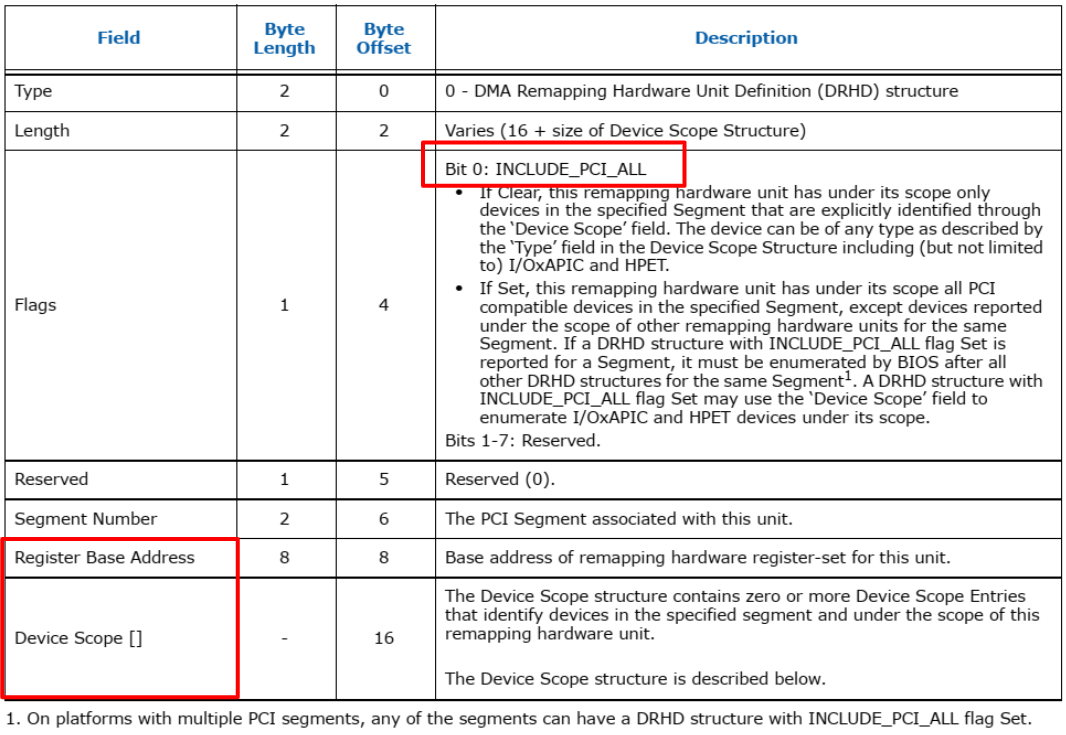 Field Byte Length Byte Offset Description
Type 2 0 0 - DMA Remapping Hardware Unit Definition (DRHD) structure
Length 2 2 Varies (16 + size of Device Scope Structure)
Flags 1 4 Bit 0: INCLUDE_PCI_ALL
• If Clear, this remapping hardware unit has under its scope only
devices in the specified Segment that are explicitly identified through
the ‘Device Scope’ field. The device can be of any type as described by
the ‘Type’ field in the Device Scope Structure including (but not limited
to) I/OxAPIC and HPET.
• If Set, this remapping hardware unit has under its scope all PCI
compatible devices in the specified Segment, except devices reported
under the scope of other remapping hardware units for the same
Segment. If a DRHD structure with INCLUDE_PCI_ALL flag Set is
reported for a Segment, it must be enumerated by BIOS after all
other DRHD structures for the same Segment1. A DRHD structure with
INCLUDE_PCI_ALL flag Set may use the ‘Device Scope’ field to
enumerate I/OxAPIC and HPET devices under its scope.
Bits 1-7: Reserved.
Reserved 1 5 Reserved (0).
Segment Number 2 6 The PCI Segment associated with this unit.
Register Base Address 8 8 Base address of remapping hardware register-set for this unit.
Device Scope [] - 16 The Device Scope structure contains zero or more Device Scope Entries
that identify devices in the specified segment and under the scope of this
remapping hardware unit.
The Device Scope structure is described below.
1. On platforms with multiple PCI segments, any of the segments can have a DRHD structure with INCLUDE_PCI_ALL flag Set.